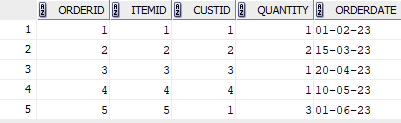 ORDERID ITEMID CUSTID QUANTITY ORDERDATE
1 1 1 1 1 01-02-23
2 2 2 2 2 15-03-23
3 3 3 3 1 20-04-23
4 4 4 4 1 10-05-23
5 5 5 1 3 01-06-23